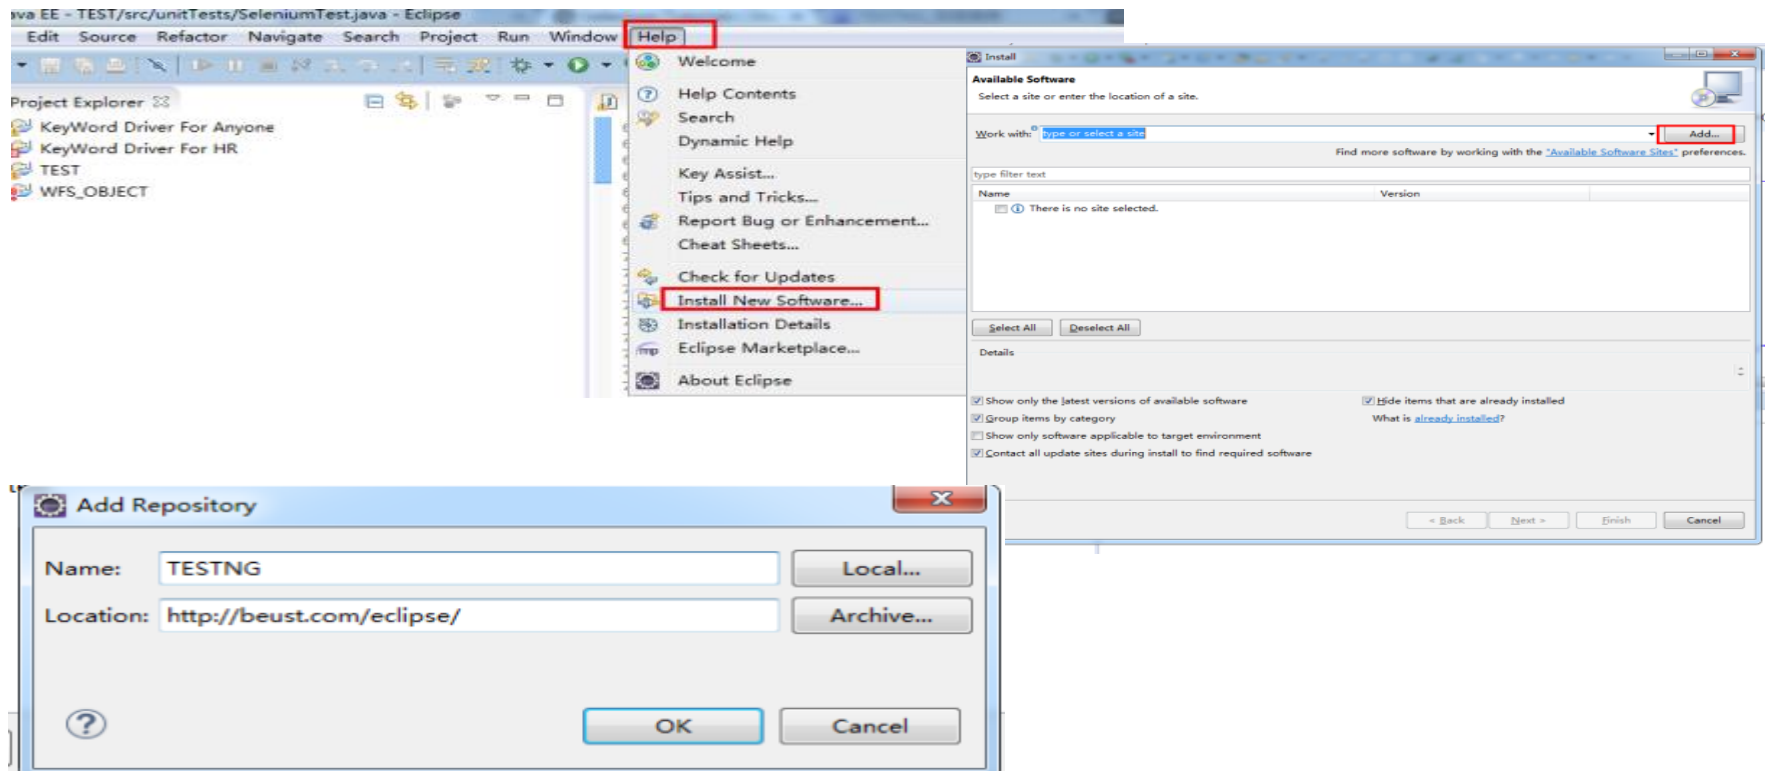 ava EE - TEST/src/unitTests/SeleniumTest.java - Eclipse
Edit Source Refactor Navigate Search Project Run Window Help
Project Explorer
KeyWord Driver For Anyone
KeyWord Driver For HR
TEST
WFS_OBJECT
Welcome
Help Contents
Search
Dynamic Help
Key Assist...
Tips and Tricks...
Report Bug or Enhancement...
Cheat Sheets...
Check for Updates
Install New Software...
Installation Details
Eclipse Marketplace...
About Eclipse
Install
Available Software
Select a site or enter the location of a site.
Work with: type or select a site Add...
Find more software by working with the "Available Software Sites" preferences.
type filter text
Name Version
There is no site selected.
Select All Deselect All
Details
Show only the latest versions of available software Hide items that are already installed
Group items by category What is already installed?
Show only software applicable to target environment
Contact all update sites during install to find required software
< Back Next > Finish Cancel
Add Repository
Name: TESTNG Local...
Location: http://beust.com/eclipse/ Archive...
OK Cancel